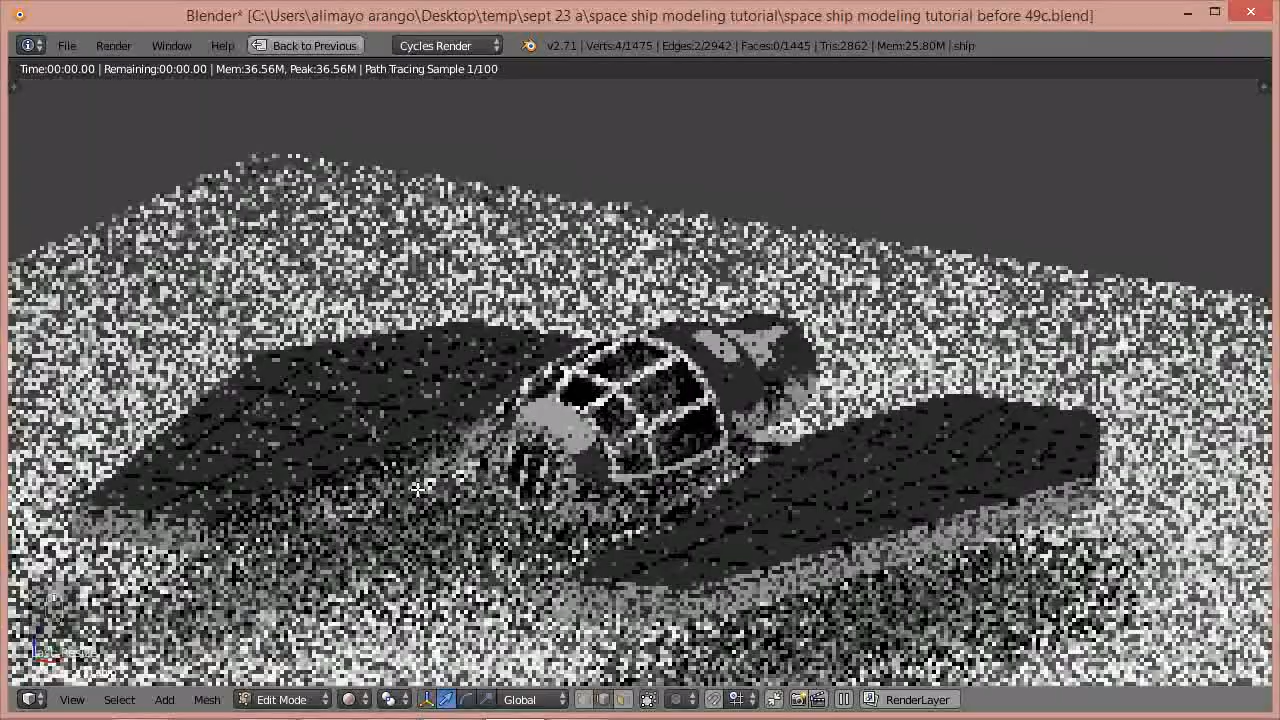 Blender* [C:\Users\alimayo arango\Desktop\temp\sept 23 a\space ship modeling tutorial\space ship modeling tutorial before 49c.blend]
File Render Window Help Back to Previous Cycles Render v2.71 | Verts:4/1475 | Edges:2/2942 | Faces:0/1445 | Tris:2862 | Mem:25.80M | ship
Time:00:00.00 | Remaining:00:00.00 | Mem:36.56M, Peak:36.56M | Path Tracing Sample 1/100
View Select Add Mesh Edit Mode Global RenderLayer